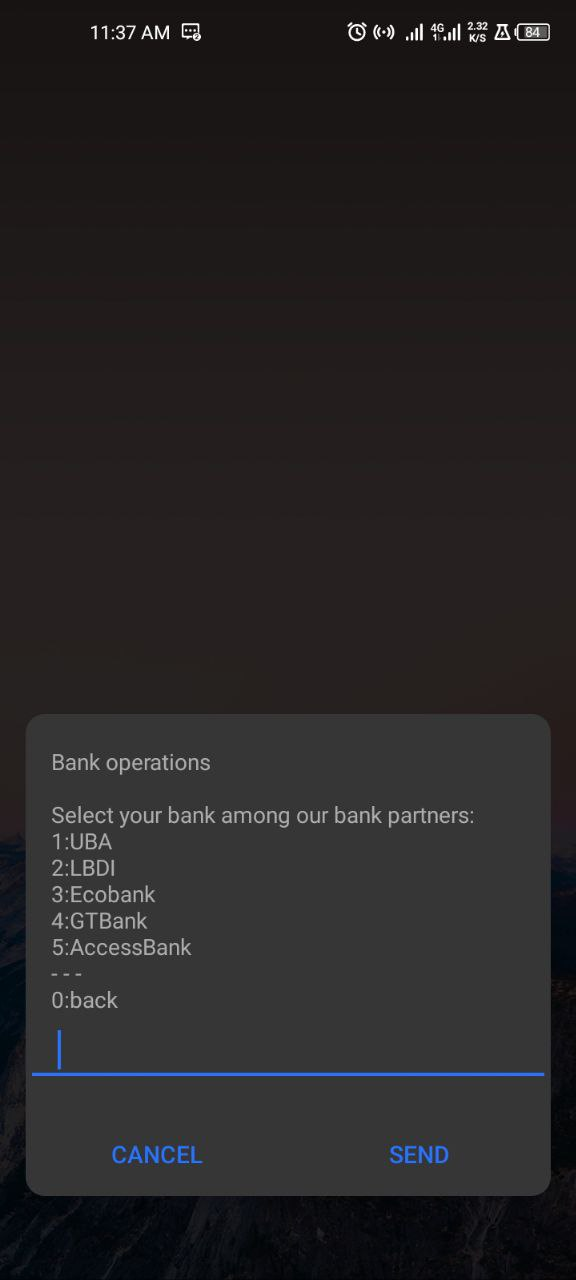 11:37 AM
4G
2.32
K/S
84
Bank operations
Select your bank among our bank partners:
1:UBA
2:LBDI
3:Ecobank
4:GTBank
5:AccessBank
- - -
0:back
CANCEL
SEND